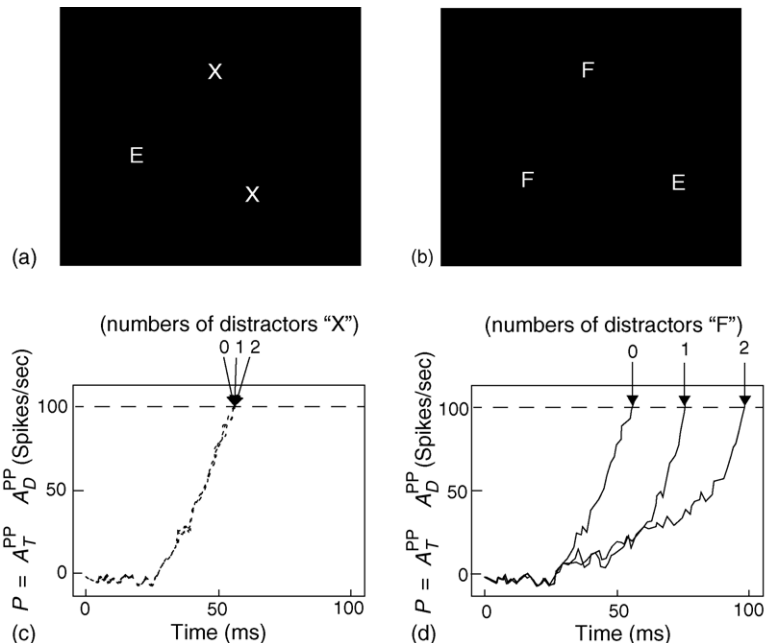 X
E
X
(a)
F
F
E
(b)
(numbers of distractors “X”)
0 1 2
100
50
0
0
100
P = A_T^PP A_D^PP (Spikes/sec)
Time (ms)
(c)
(numbers of distractors “F”)
0 1 2
100
50
0
0
50
100
P = A_T^PP A_D^PP (Spikes/sec)
Time (ms)
(d)